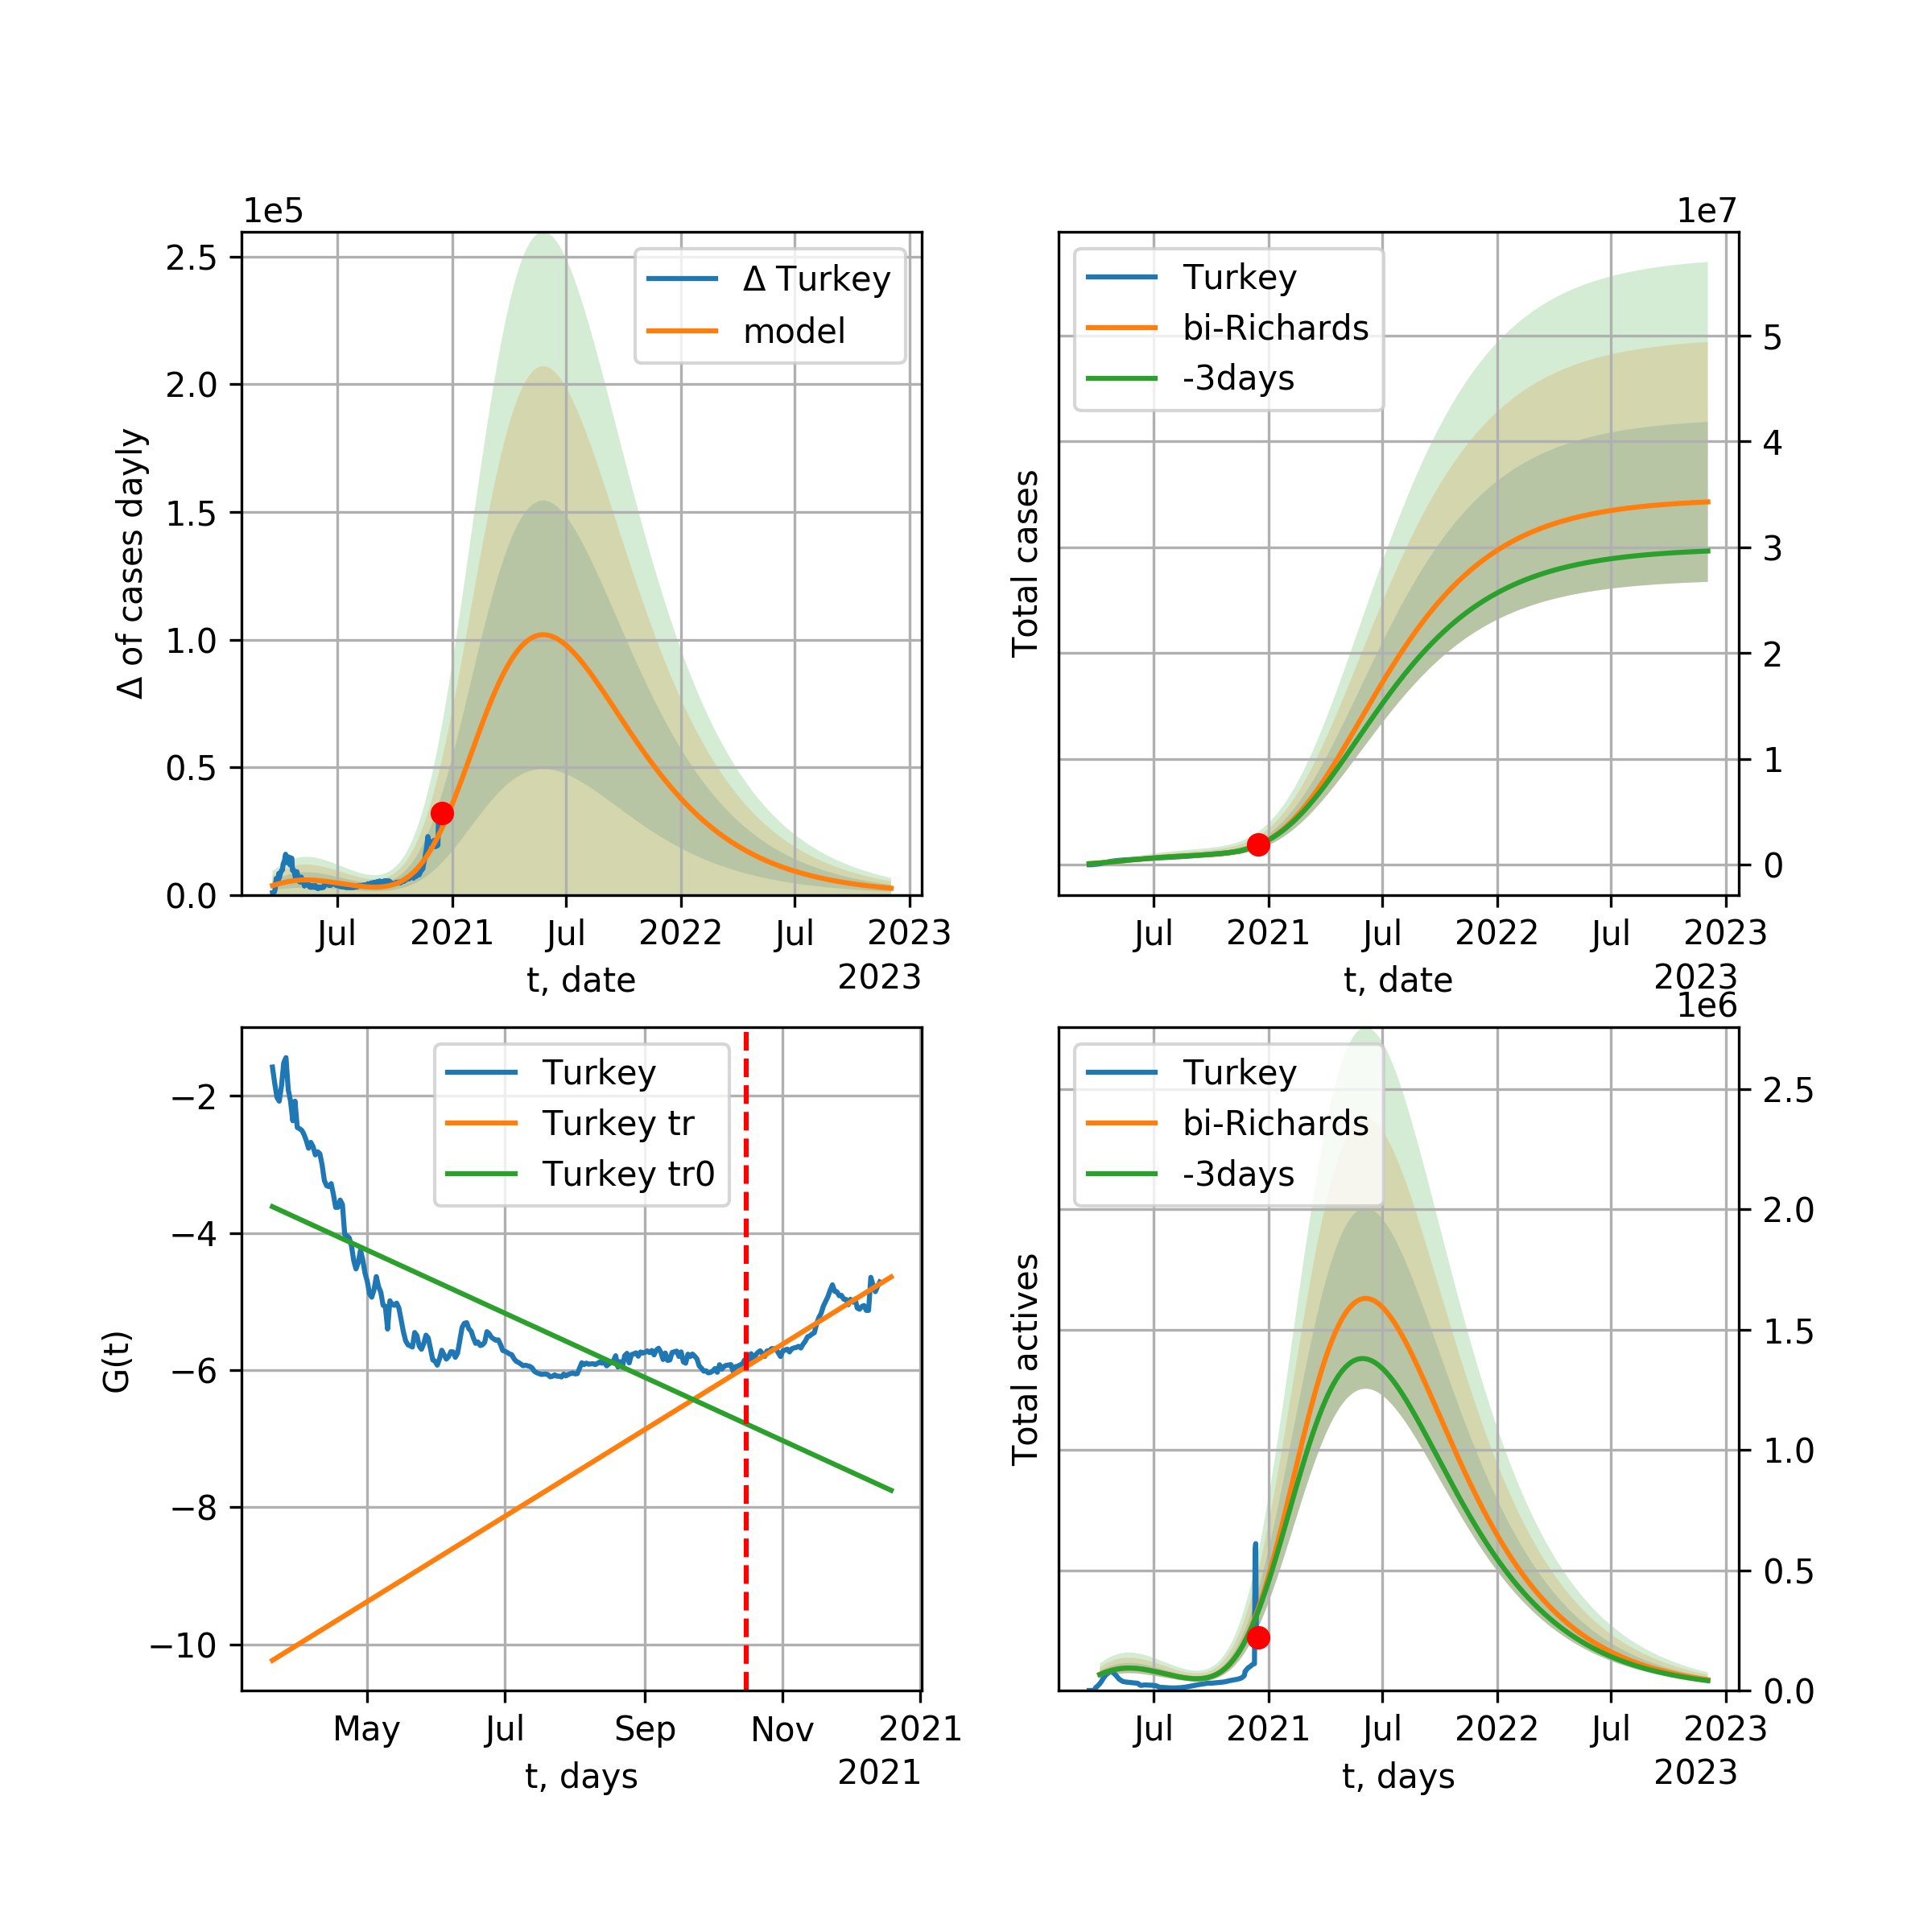 1e5
2.5
2.0
1.5
1.0
0.5
0.0
Δ of cases dayly
Δ Turkey
model
Jul
2021
Jul
2022
Jul
2023
t, date
2023
1e7
Total cases
Turkey
bi-Richards
-3days
5
4
3
2
1
0
Jul
2021
Jul
2022
Jul
2023
t, date
2023
−2
−4
−6
−8
−10
G(t)
Turkey
Turkey tr
Turkey tr0
May
Jul
Sep
Nov
2021
t, days
2021
1e6
Total actives
Turkey
bi-Richards
-3days
2.5
2.0
1.5
1.0
0.5
0.0
Jul
2021
Jul
2022
Jul
2023
t, days
2023